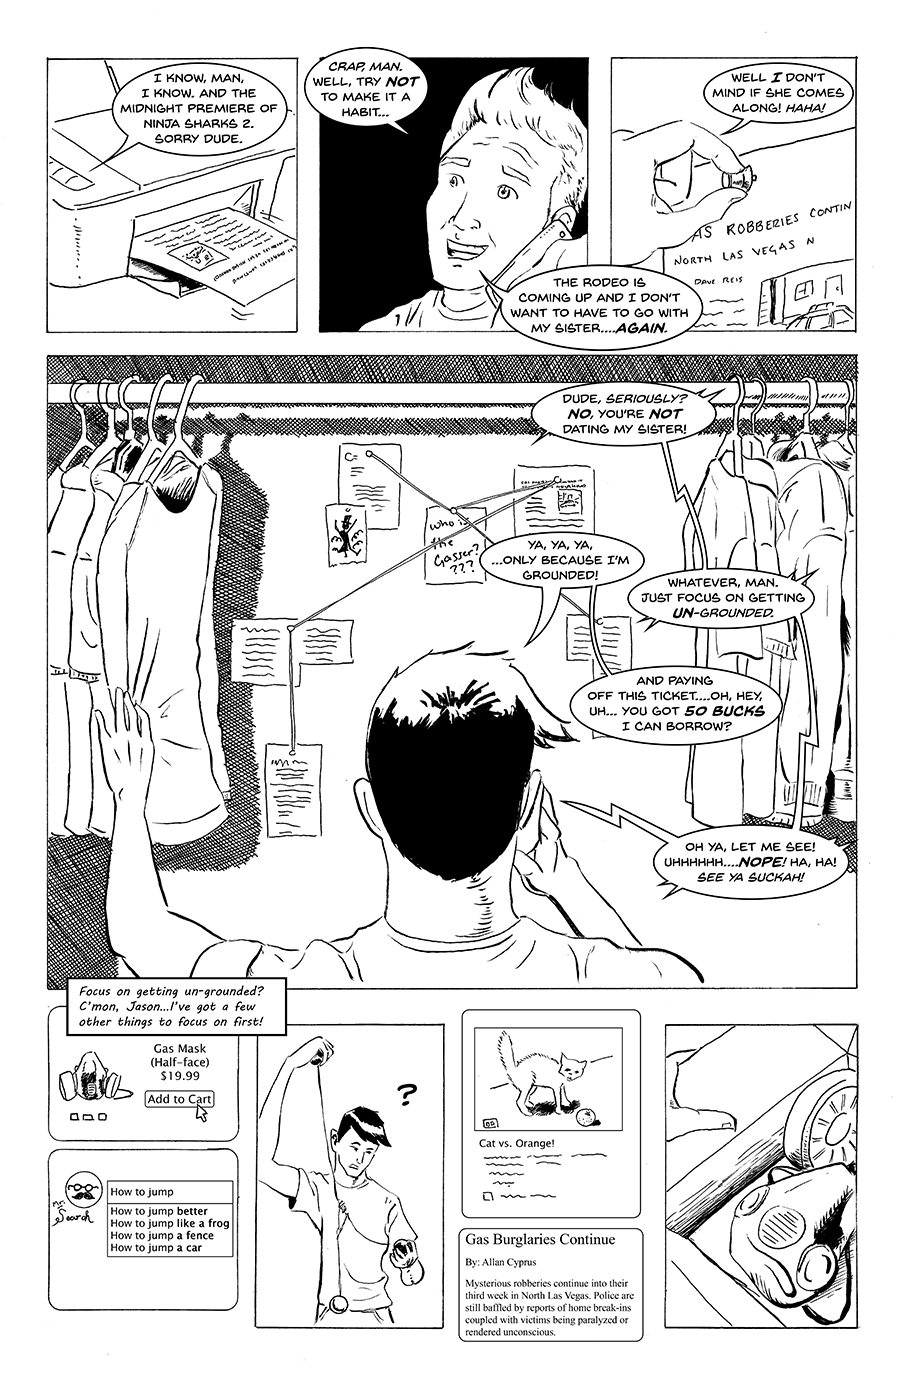 I KNOW, MAN,
I KNOW. AND THE
MIDNIGHT PREMIERE OF
NINJA SHARKS 2.
SORRY DUDE.
CRAP, MAN.
WELL, TRY NOT
TO MAKE IT A
HABIT...
THE RODEO IS
COMING UP AND I DON'T
WANT TO HAVE TO GO WITH
MY SISTER....AGAIN.
WELL I DON'T
MIND IF SHE COMES
ALONG! HAHA!
AS ROBBERIES CONTIN
NORTH LAS VEGAS N
DAVE REIS
DUDE, SERIOUSLY?
NO, YOU'RE NOT
DATING MY SISTER!
who is
the
Gasser?
???
YA, YA, YA,
...ONLY BECAUSE I'M
GROUNDED!
WHATEVER, MAN.
JUST FOCUS ON GETTING
UN-GROUNDED.
AND PAYING
OFF THIS TICKET....OH, HEY,
UH... YOU GOT 50 BUCKS
I CAN BORROW?
OH YA, LET ME SEE!
UHHHHHH....NOPE! HA, HA!
SEE YA SUCKAH!
Focus on getting un-grounded?
C'mon, Jason...I've got a few
other things to focus on first!
Gas Mask
(Half-face)
$19.99
Add to Cart
Mr.
Search
How to jump
How to jump better
How to jump like a frog
How to jump a fence
How to jump a car
?
Cat vs. Orange!
Gas Burglaries Continue
By: Allan Cyprus
Mysterious robberies continue into their
third week in North Las Vegas. Police are
still baffled by reports of home break-ins
coupled with victims being paralyzed or
rendered unconscious.